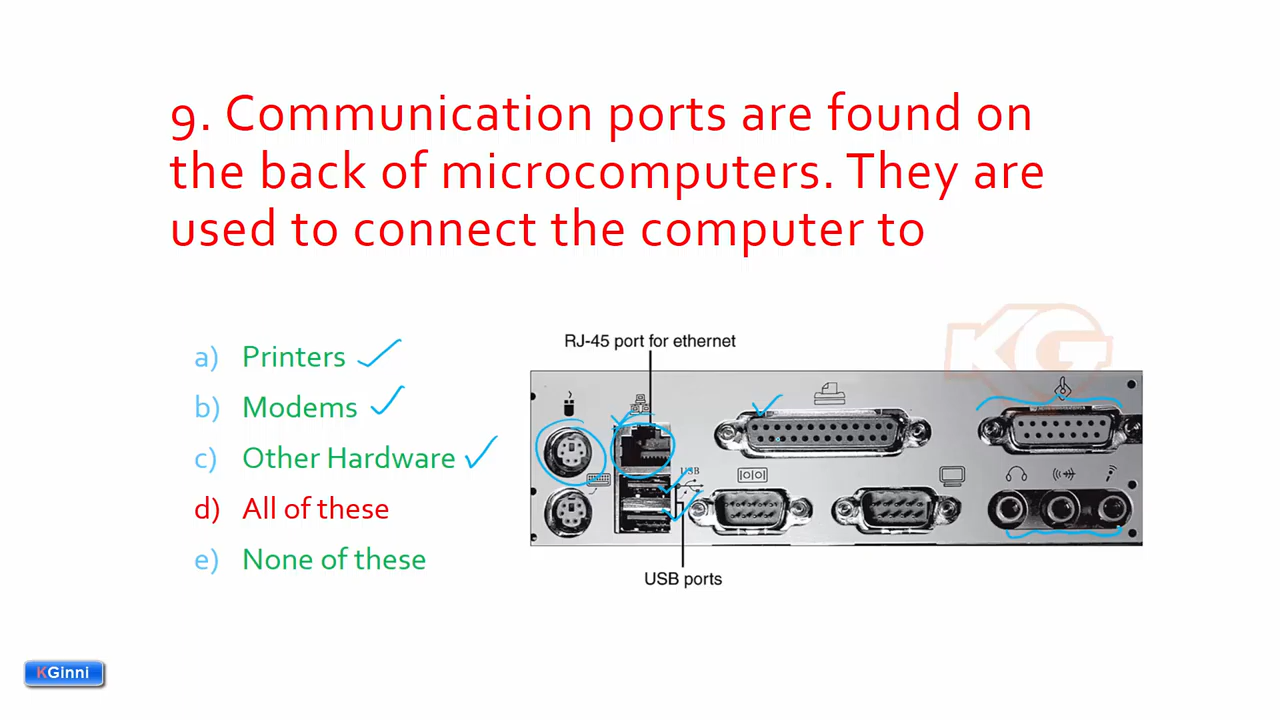 9. Communication ports are found on
the back of microcomputers. They are
used to connect the computer to
a) Printers
b) Modems
c) Other Hardware
d) All of these
e) None of these
RJ-45 port for ethernet
KG
USB
|O|O|
USB ports
KGinni